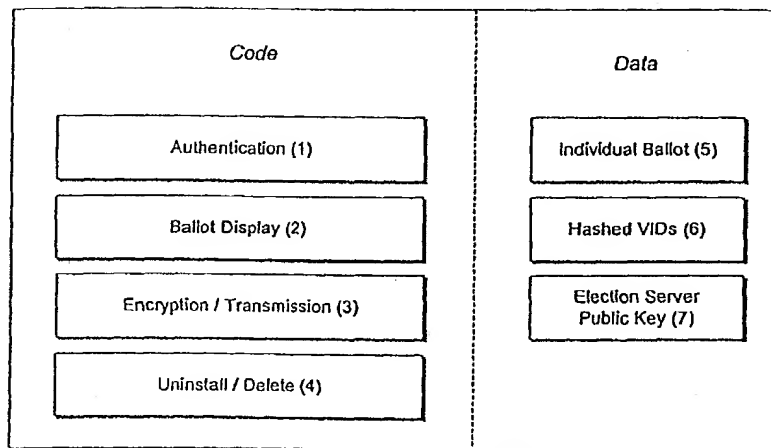 Code
Authentication (1)
Ballot Display (2)
Encryption / Transmission (3)
Uninstall / Delete (4)
Data
Individual Ballot (5)
Hashed VIDs (6)
Election Server
Public Key (7)